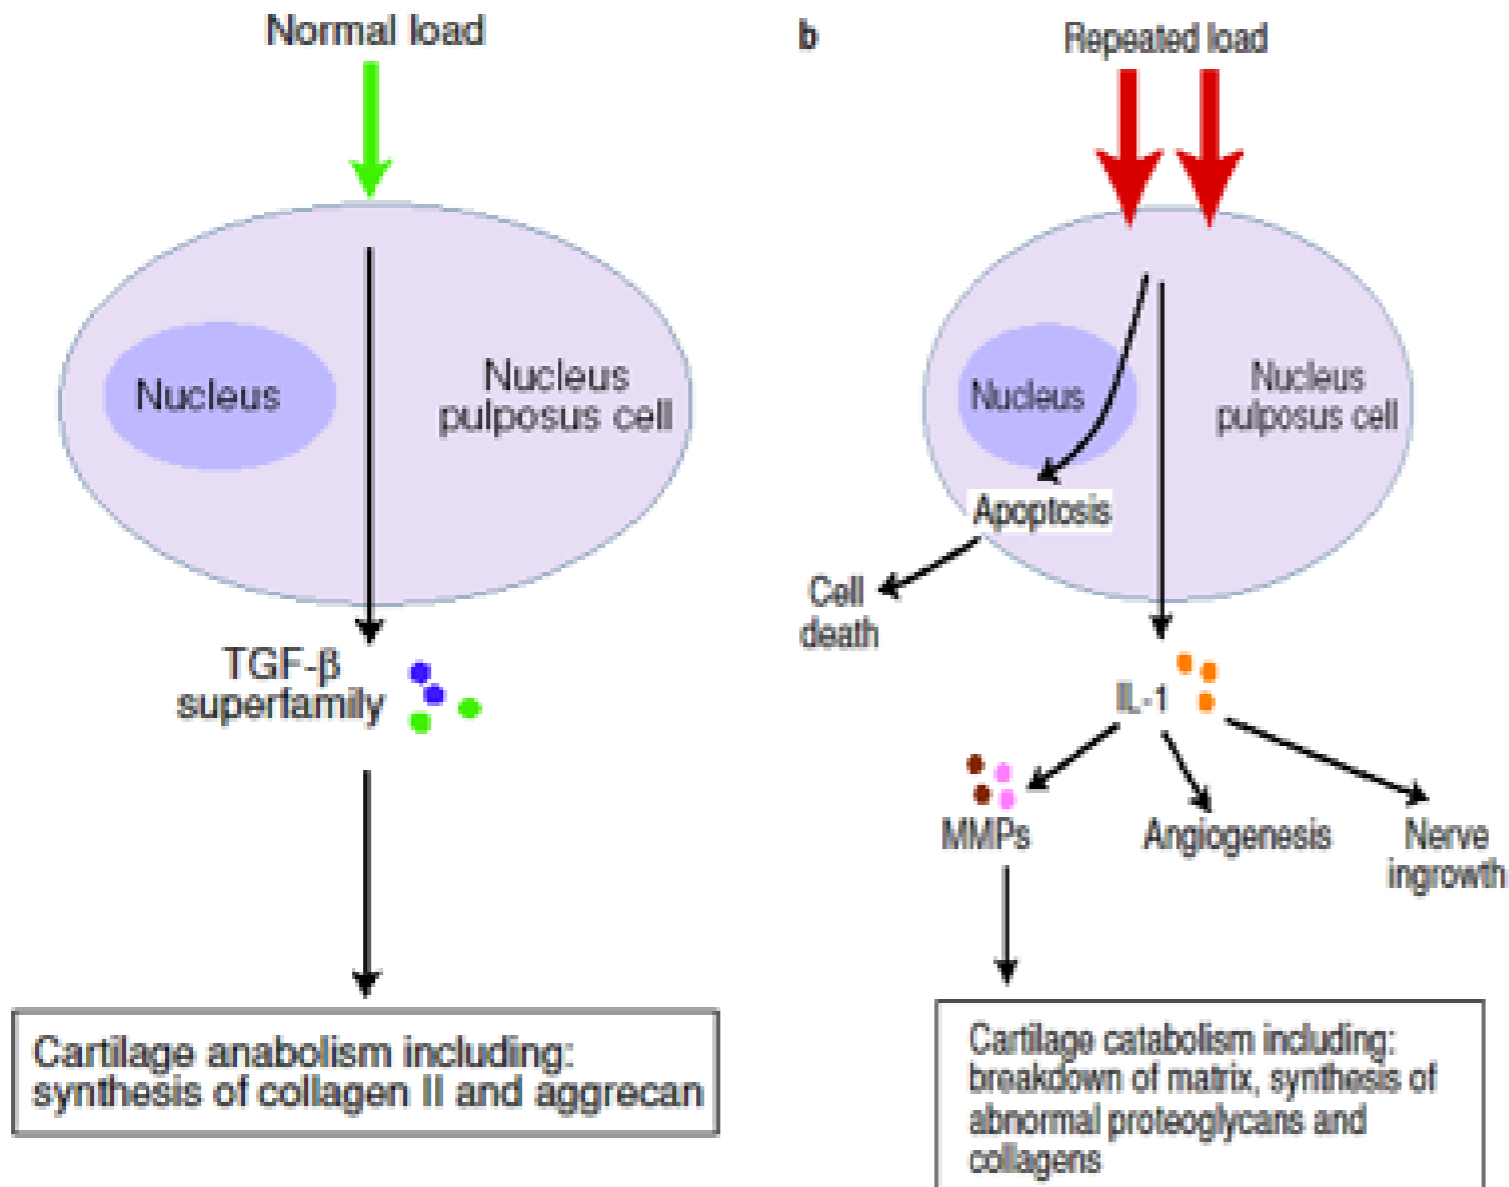 Normal load
Nucleus
Nucleus
pulposus cell
TGF-β
superfamily
Cartilage anabolism including:
synthesis of collagen II and aggrecan
b
Repeated load
Nucleus
Nucleus
pulposus cell
Apoptosis
Cell
death
IL-1
MMPs
Angiogenesis
Nerve
ingrowth
Cartilage catabolism including:
breakdown of matrix, synthesis of
abnormal proteoglycans and
collagens